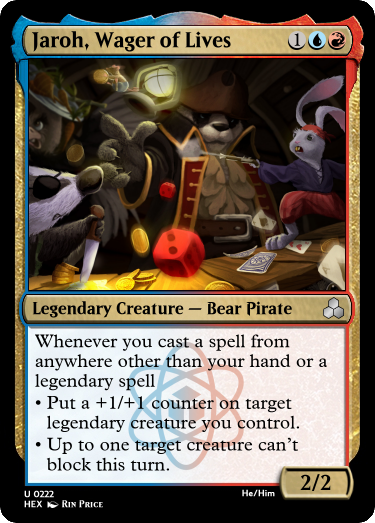 Jaroh, Wager of Lives 1
Legendary Creature — Bear Pirate
Whenever you cast a spell from
anywhere other than your hand or a
legendary spell
• Put a +1/+1 counter on target
legendary creature you control.
• Up to one target creature can't
block this turn.
2/2
U 0222
He/Him
HEX Rin Price